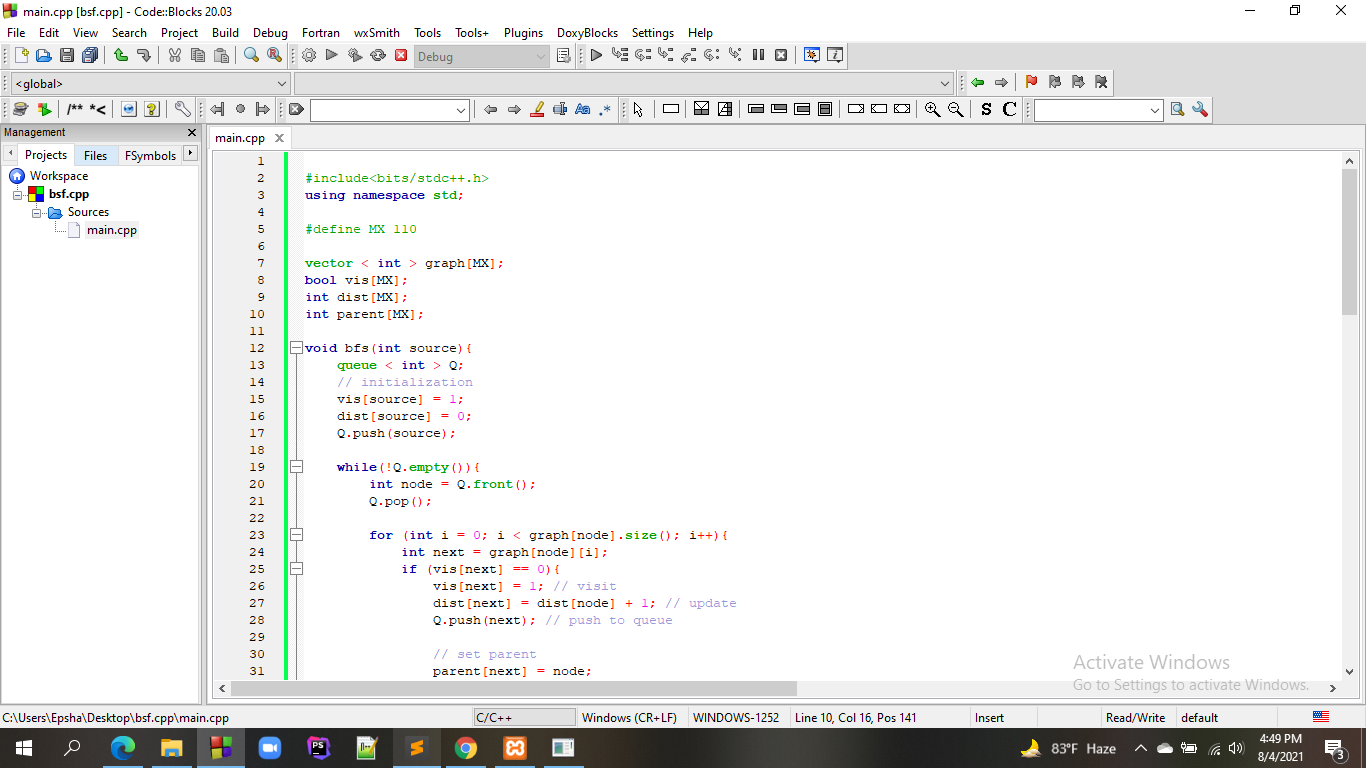 main.cpp [bsf.cpp] - Code::Blocks 20.03
File Edit View Search Project Build Debug Fortran wxSmith Tools Tools+ Plugins DoxyBlocks Settings Help
Debug
<global>
/** *< Aa .* S C
Management
main.cpp
Projects Files FSymbols
Workspace
bsf.cpp
Sources
main.cpp
1
2 #include<bits/stdc++.h>
3 using namespace std;
4
5 #define MX 110
6
7 vector < int > graph[MX];
8 bool vis[MX];
9 int dist[MX];
10 int parent[MX];
11
12 void bfs(int source){
13 queue < int > Q;
14 // initialization
15 vis[source] = 1;
16 dist[source] = 0;
17 Q.push(source);
18
19 while(!Q.empty()){
20 int node = Q.front();
21 Q.pop();
22
23 for (int i = 0; i < graph[node].size(); i++){
24 int next = graph[node][i];
25 if (vis[next] == 0){
26 vis[next] = 1; // visit
27 dist[next] = dist[node] + 1; // update
28 Q.push(next); // push to queue
29
30 // set parent
31 parent[next] = node;
Activate Windows
Go to Settings to activate Windows.
C:\Users\Epsha\Desktop\bsf.cpp\main.cpp C/C++ Windows (CR+LF) WINDOWS-1252 Line 10, Col 16, Pos 141 Insert Read/Write default
PS
83°F Haze
4:49 PM
8/4/2021
3